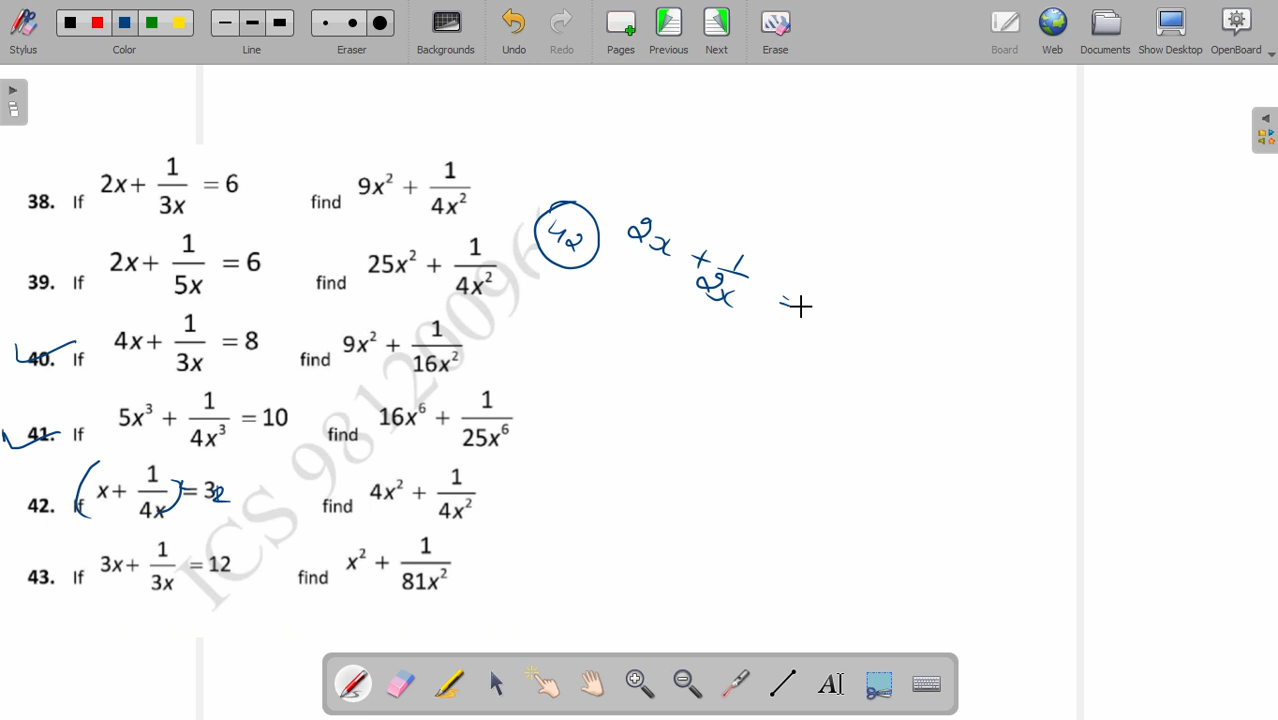 Stylus Color Line Eraser Backgrounds Undo Redo Pages Previous Next Erase Board Web Documents Show Desktop OpenBoard
38. If 2x + 1/3x = 6 find 9x² + 1/4x²
39. If 2x + 1/5x = 6 find 25x² + 1/4x²
40. If 4x + 1/3x = 8 find 9x² + 1/16x²
41. If 5x³ + 1/4x³ = 10 find 16x⁶ + 1/25x⁶
42. If (x + 1/4x) = 3 2 find 4x² + 1/4x²
43. If 3x + 1/3x = 12 find x² + 1/81x²
42 2x + 1/2x =
ICS 98120096
AI